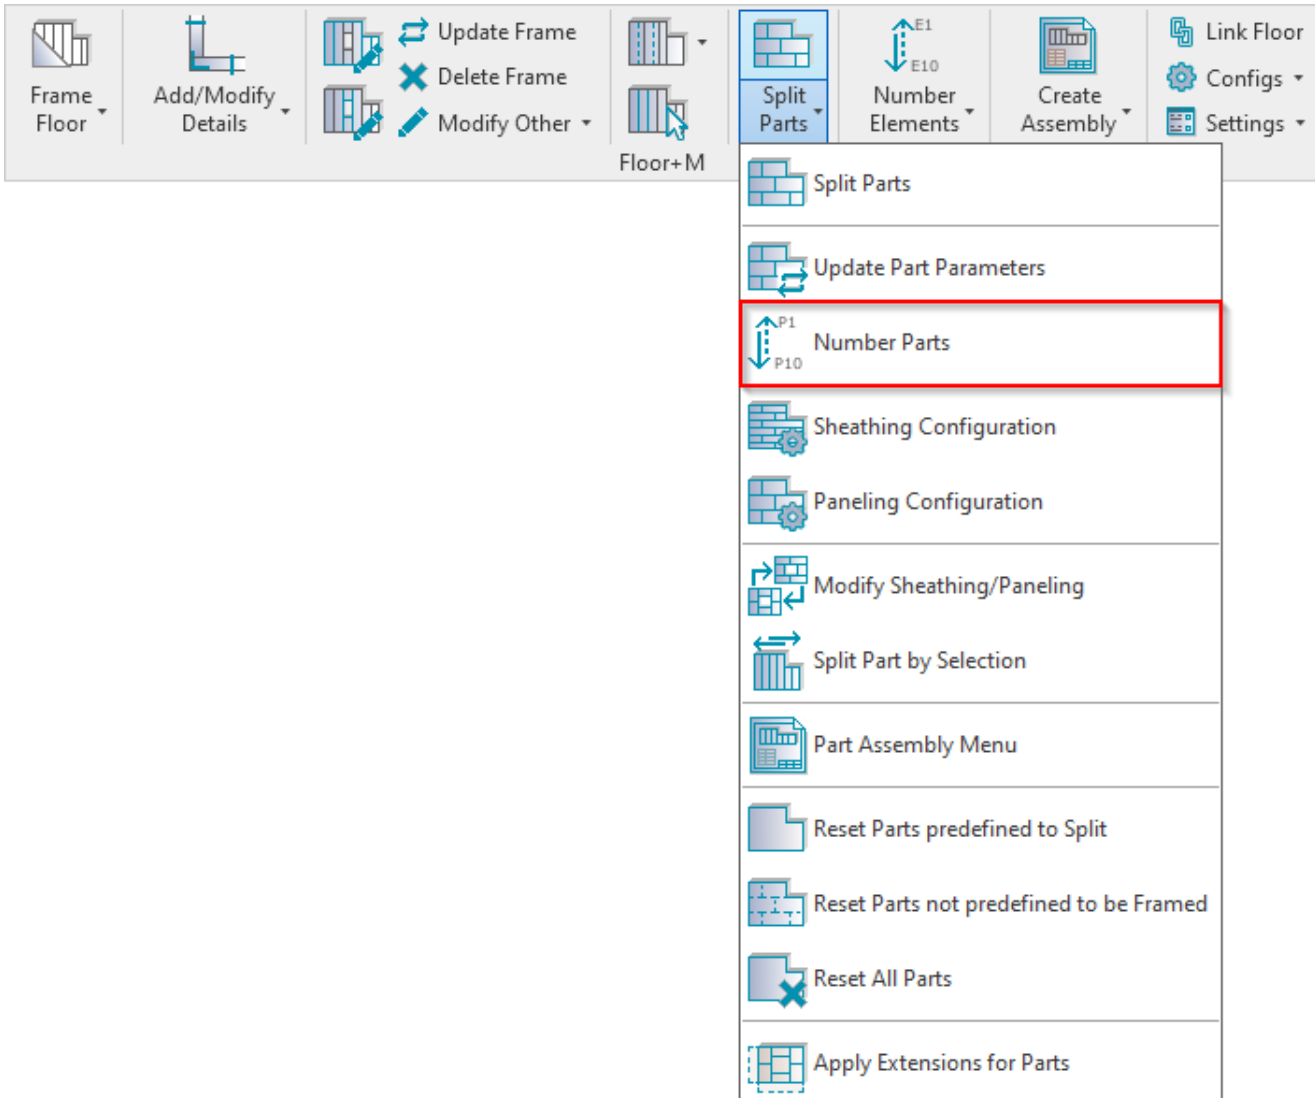 Frame
Floor
Add/Modify
Details
Update Frame
Delete Frame
Modify Other
Floor+M
Split
Parts
E1
E10
Number
Elements
Create
Assembly
Link Floor
Configs
Settings
Split Parts
Update Part Parameters
P1
P10
Number Parts
Sheathing Configuration
Paneling Configuration
Modify Sheathing/Paneling
Split Part by Selection
Part Assembly Menu
Reset Parts predefined to Split
Reset Parts not predefined to be Framed
Reset All Parts
Apply Extensions for Parts